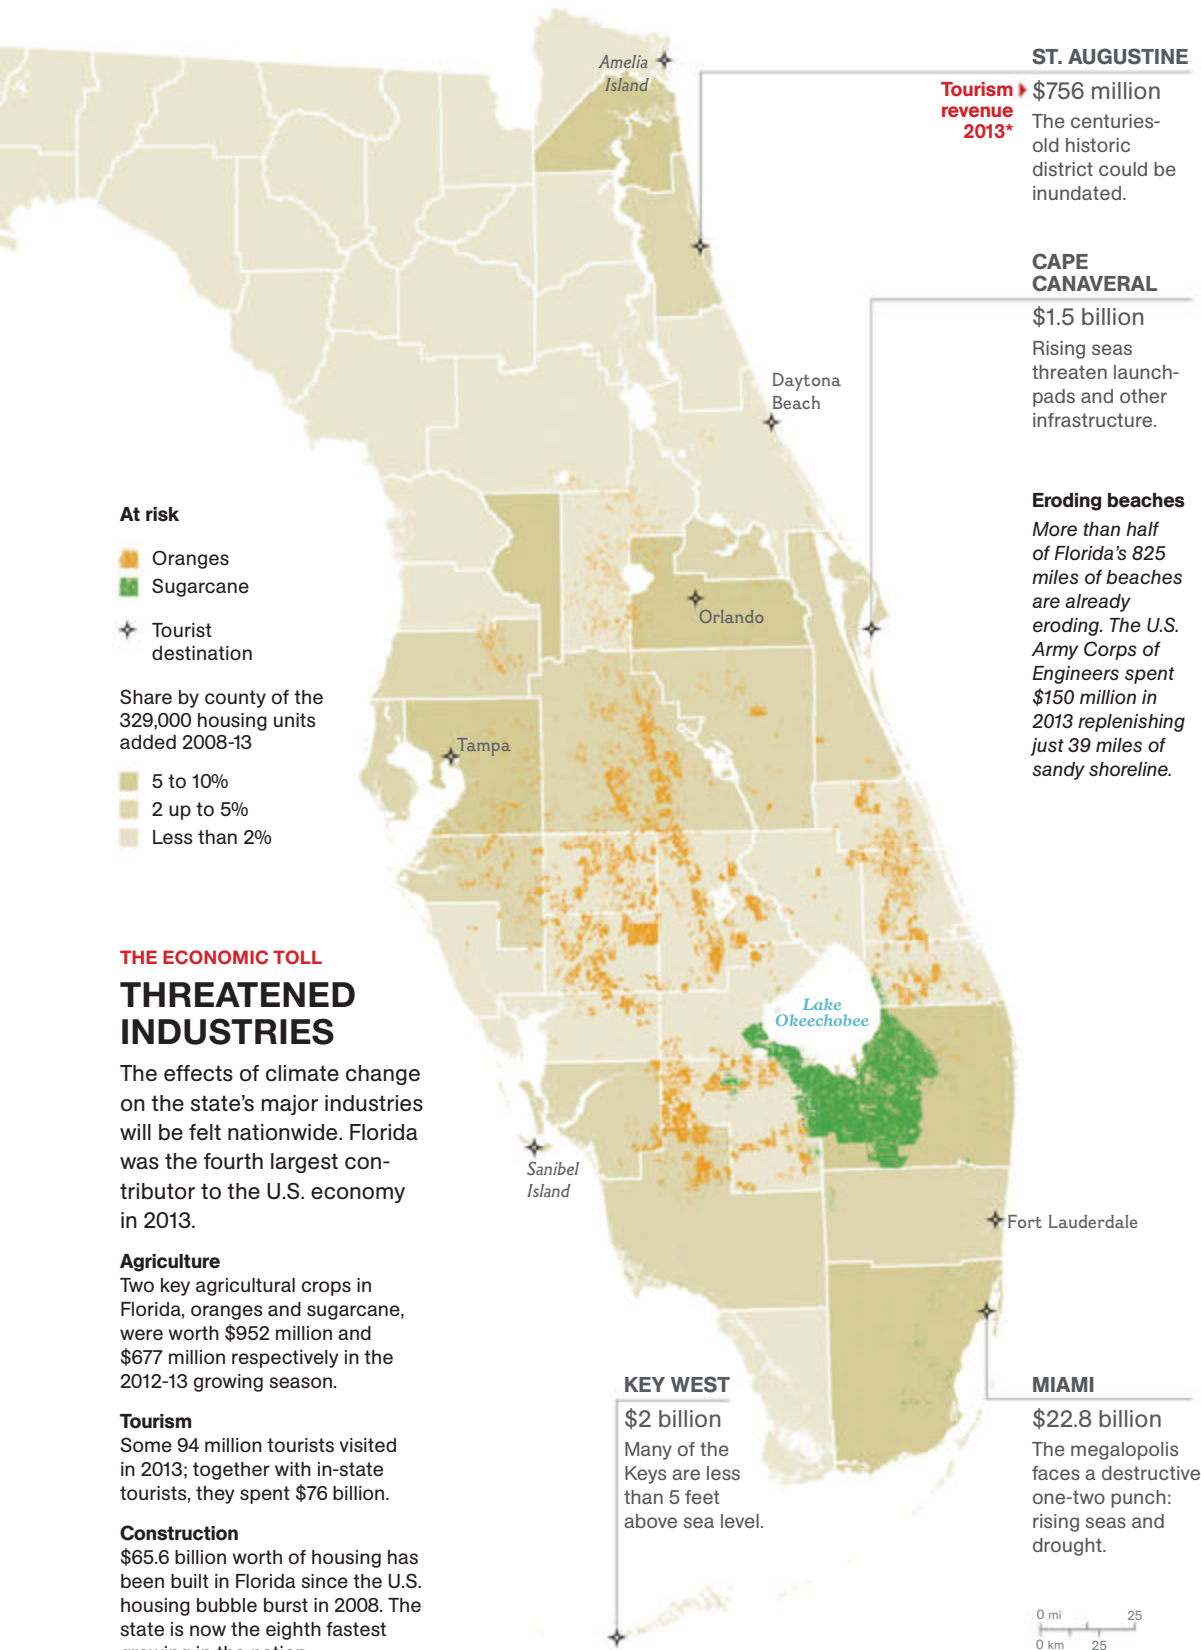 Amelia
Island
ST. AUGUSTINE
Tourism
revenue
2013*
$756 million
The centuries-
old historic
district could be
inundated.
CAPE
CANAVERAL
$1.5 billion
Rising seas
threaten launch-
pads and other
infrastructure.
Daytona
Beach
Eroding beaches
More than half
of Florida's 825
miles of beaches
are already
eroding. The U.S.
Army Corps of
Engineers spent
$150 million in
2013 replenishing
just 39 miles of
sandy shoreline.
At risk
Oranges
Sugarcane
Tourist
destination
Share by county of the
329,000 housing units
added 2008-13
5 to 10%
2 up to 5%
Less than 2%
Orlando
Tampa
THE ECONOMIC TOLL
THREATENED
INDUSTRIES
The effects of climate change
on the state's major industries
will be felt nationwide. Florida
was the fourth largest con-
tributor to the U.S. economy
in 2013.
Agriculture
Two key agricultural crops in
Florida, oranges and sugarcane,
were worth $952 million and
$677 million respectively in the
2012-13 growing season.
Tourism
Some 94 million tourists visited
in 2013; together with in-state
tourists, they spent $76 billion.
Construction
$65.6 billion worth of housing has
been built in Florida since the U.S.
housing bubble burst in 2008. The
state is now the eighth fastest
Lake
Okeechobee
Sanibel
Island
Fort Lauderdale
KEY WEST
$2 billion
Many of the
Keys are less
than 5 feet
above sea level.
MIAMI
$22.8 billion
The megalopolis
faces a destructive
one-two punch:
rising seas and
drought.
0 mi 25
0 km 25